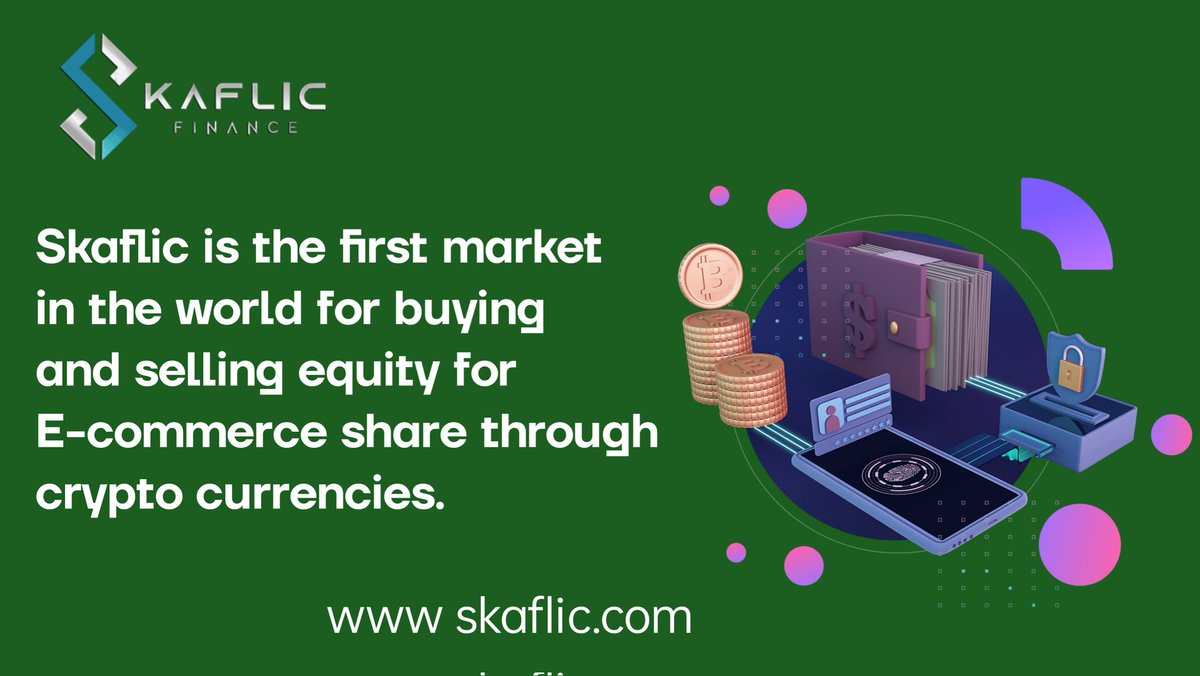 SKAFLIC
FINANCE
Skaflic is the first market
in the world for buying
and selling equity for
E-commerce share through
crypto currencies.
www skaflic.com